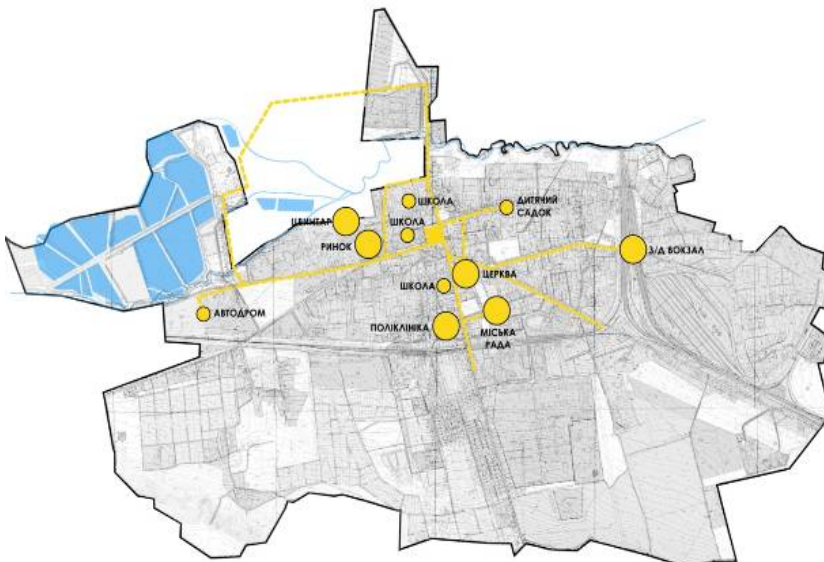 ШКОЛА
ДИТЯЧИЙ
САДОК
ЦВИНТАР
ШКОЛА
РИНОК
З/Д ВОКЗАЛ
ЦЕРКВА
ШКОЛА
АВТОДРОМ
ПОЛІКЛІНІКА
МІСЬКА
РАДА